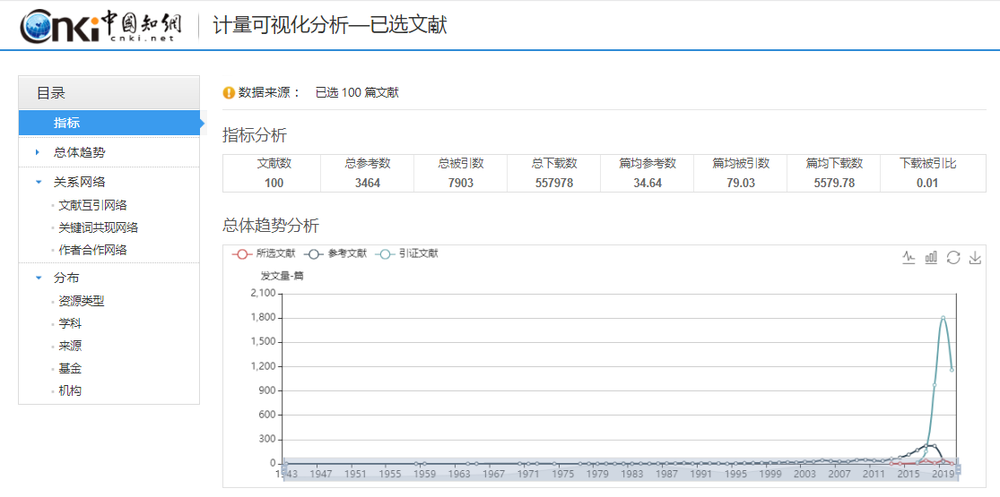 Cnki中國知網
cnki.net
计量可视化分析—已选文献
目录
指标
总体趋势
关系网络
文献互引网络
关键词共现网络
作者合作网络
分布
资源类型
学科
来源
基金
机构
数据来源： 已选 100 篇文献
指标分析
文献数 总参考数 总被引数 总下载数 篇均参考数 篇均被引数 篇均下载数 下载被引比
100 3464 7903 557978 34.64 79.03 5579.78 0.01
总体趋势分析
所选文献 参考文献 引证文献
发文量-篇
2,100
1,800
1,500
1,200
900
600
300
0
1943 1947 1951 1955 1959 1963 1967 1971 1975 1979 1983 1987 1991 1995 1999 2003 2007 2011 2015 2019